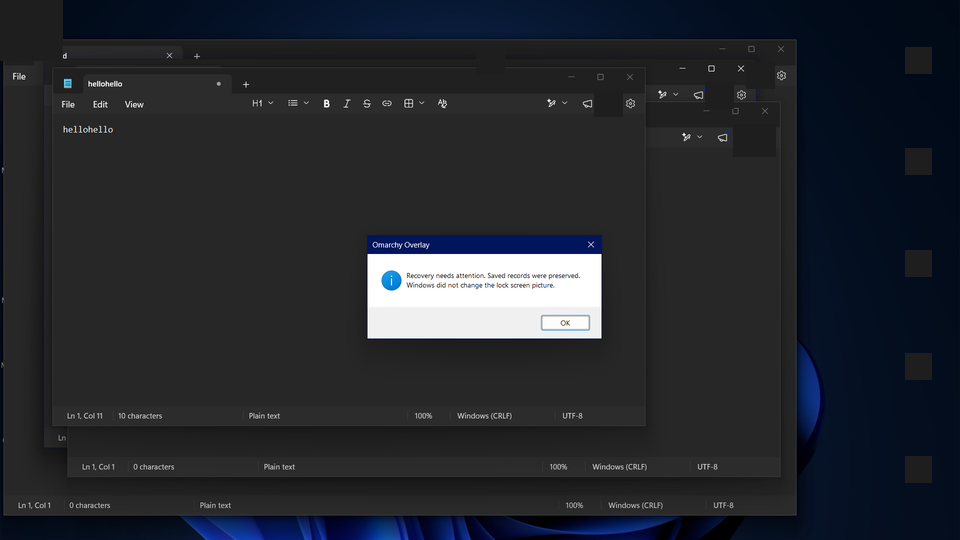 d
File
hellohello
File Edit View H1 B
hellohello
Omarchy Overlay
Recovery needs attention. Saved records were preserved.
Windows did not change the lock screen picture.
OK
Ln 1, Col 11 10 characters Plain text 100% Windows (CRLF) UTF-8
Ln
Ln 1, Col 1 0 characters Plain text 100% Windows (CRLF) UTF-8
Ln 1, Col 1 0 characters Plain text 100% Windows (CRLF) UTF-8